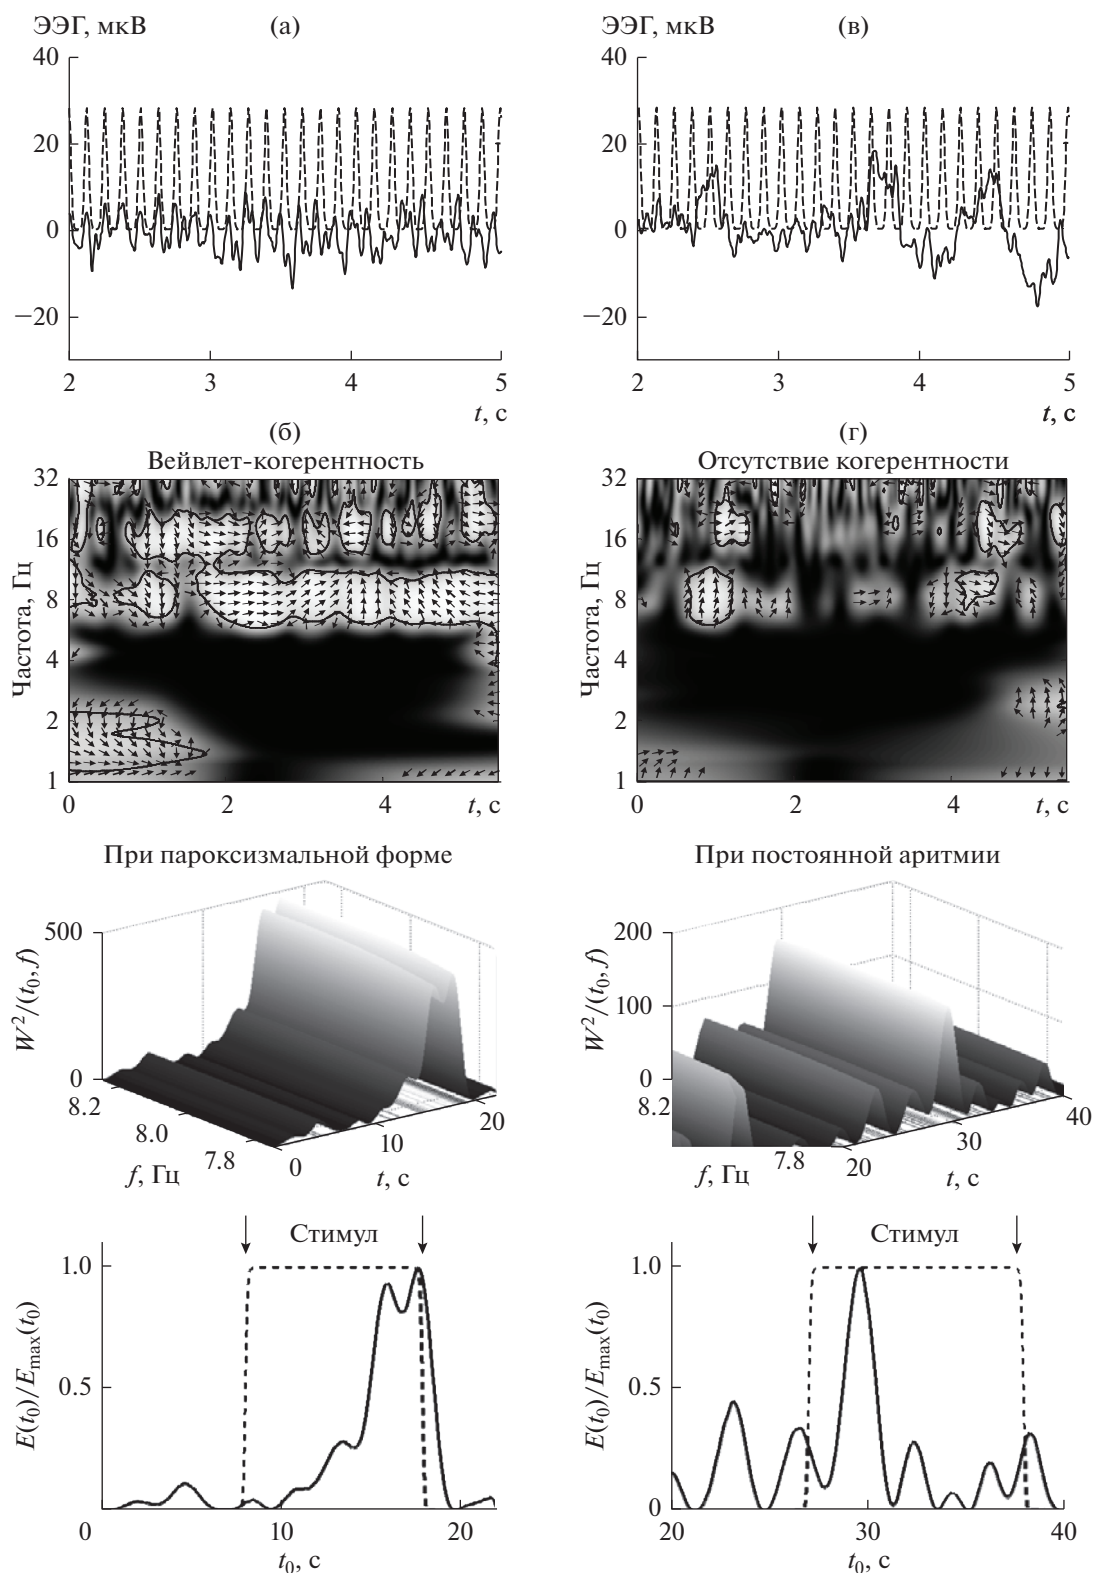 ЭЭГ, мкВ (а)
40
20
0
−20
2 3 4 5
t, с
ЭЭГ, мкВ (в)
40
20
0
−20
2 3 4 5
t, с
(б)
Вейвлет-когерентность
Частота, Гц
32
16
8
4
2
1
0 2 4 t, с
(г)
Отсутствие когерентности
Частота, Гц
32
16
8
4
2
1
0 2 4 t, с
При пароксизмальной форме
W²/(t₀, f)
500
0
8.2
8.0
7.8
f, Гц
0 10 20
t, с
При постоянной аритмии
W²/(t₀, f)
200
100
0
8.2
7.8
f, Гц
20 30 40
t, с
Стимул
E(t₀)/Eₘₐₓ(t₀)
1.0
0.5
0 10 20
t₀, с
Стимул
E(t₀)/Eₘₐₓ(t₀)
1.0
0.5
0
20 30 40
t₀, с